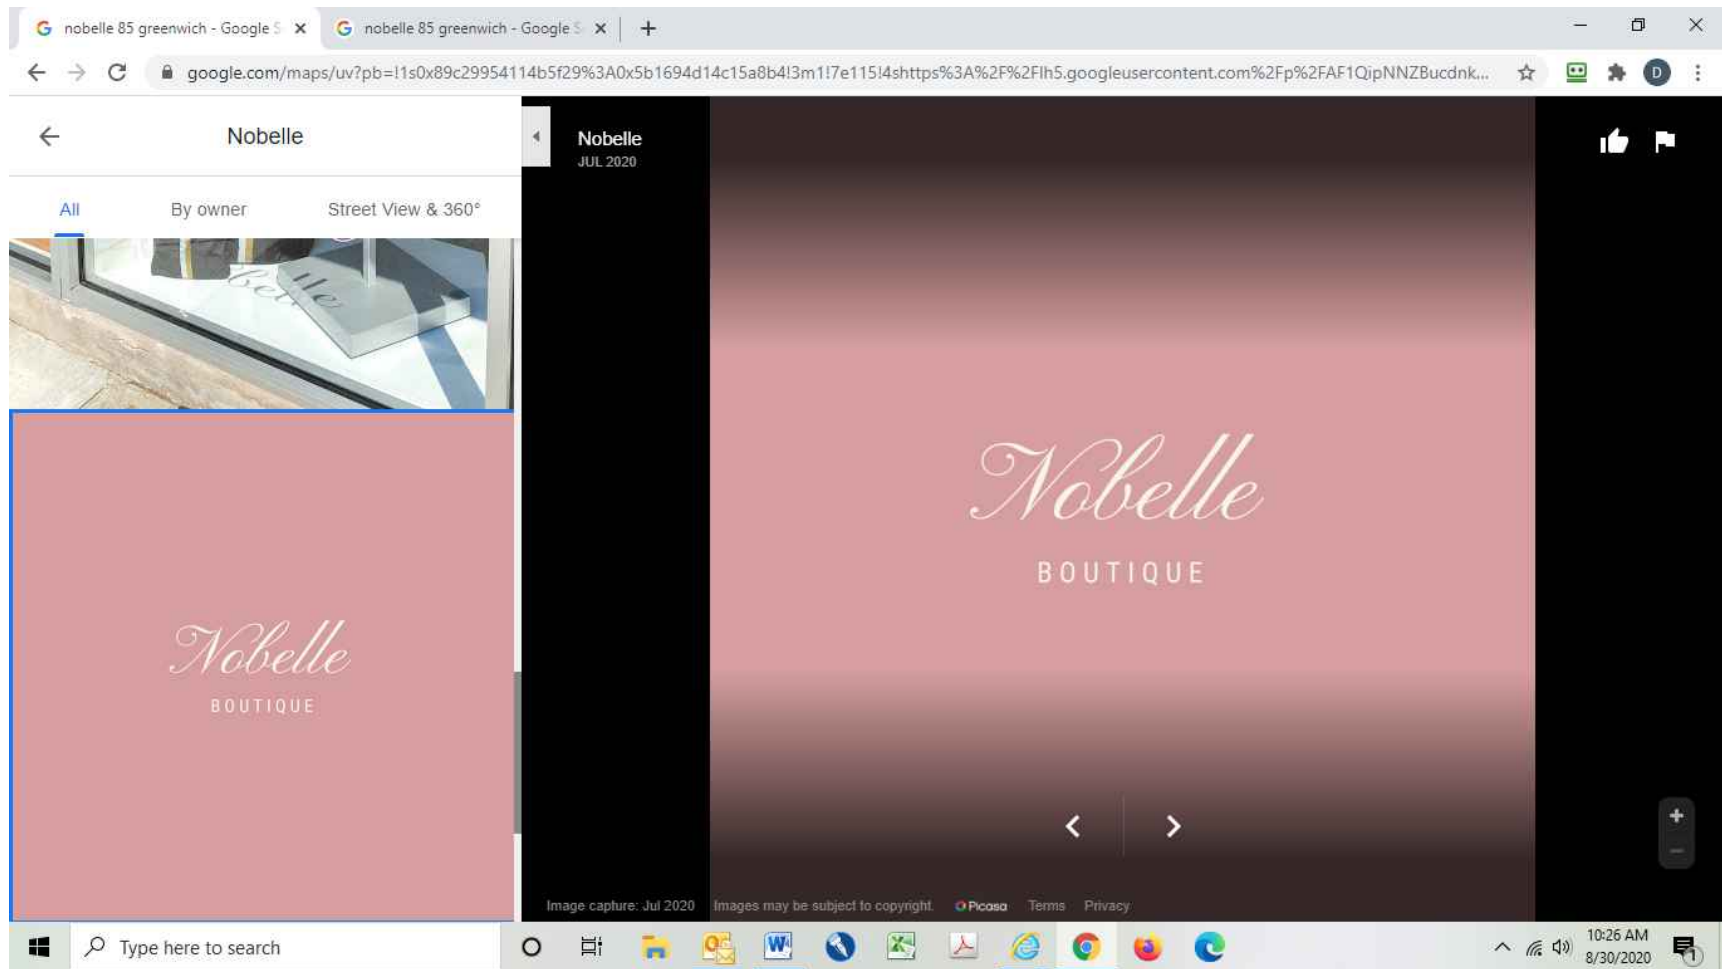 nobelle 85 greenwich - Google S
nobelle 85 greenwich - Google S
google.com/maps/uv?pb=!1s0x89c29954114b5f29%3A0x5b1694d14c15a8b4!3m1!7e115!4shttps%3A%2F%2Flh5.googleusercontent.com%2Fp%2FAF1QipNNZBucdnk...
D
Nobelle
All
By owner
Street View & 360°
Nobelle
BOUTIQUE
Nobelle
JUL 2020
Nobelle
BOUTIQUE
Image capture: Jul 2020 Images may be subject to copyright. Picasa Terms Privacy
Type here to search
10:26 AM
8/30/2020
1